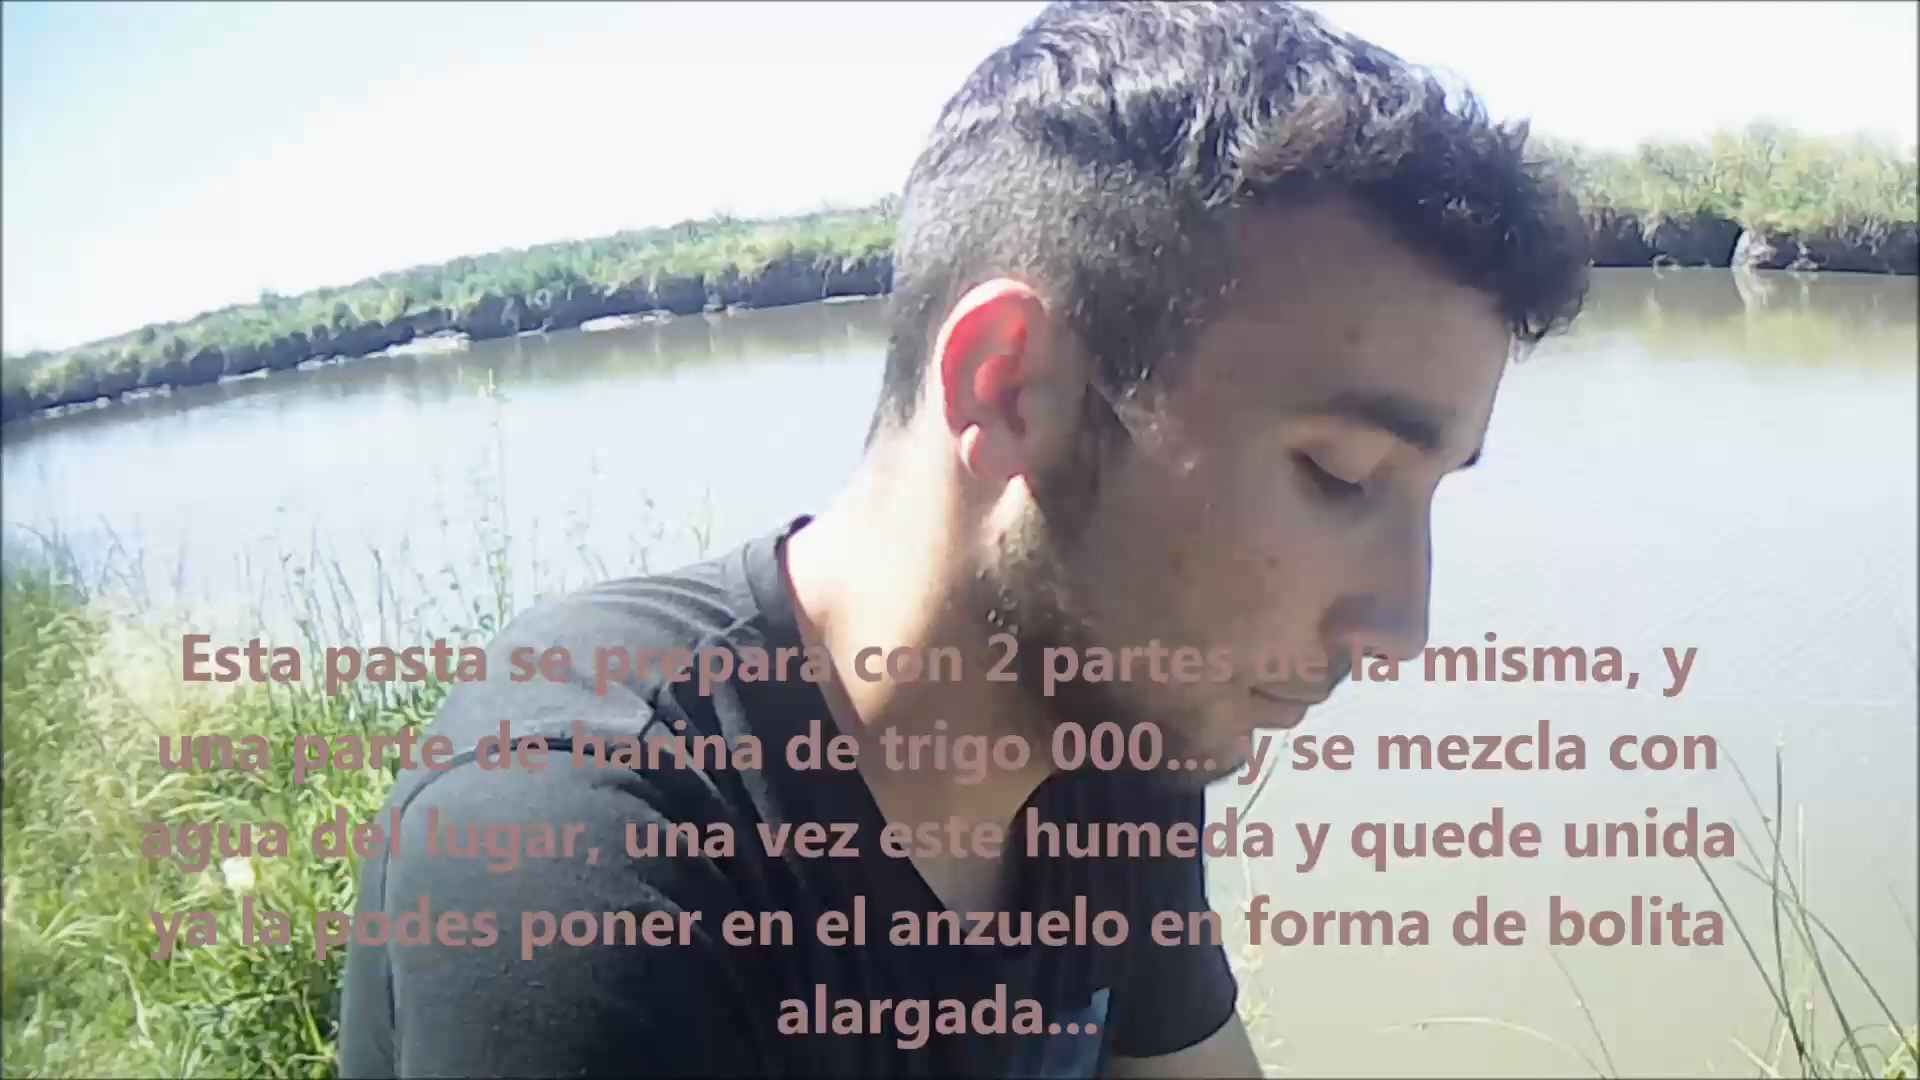 Esta pasta se prepara con 2 partes de la misma, y
una parte de harina de trigo 000... y se mezcla con
agua del lugar, una vez este humeda y quede unida
ya la podes poner en el anzuelo en forma de bolita
alargada...